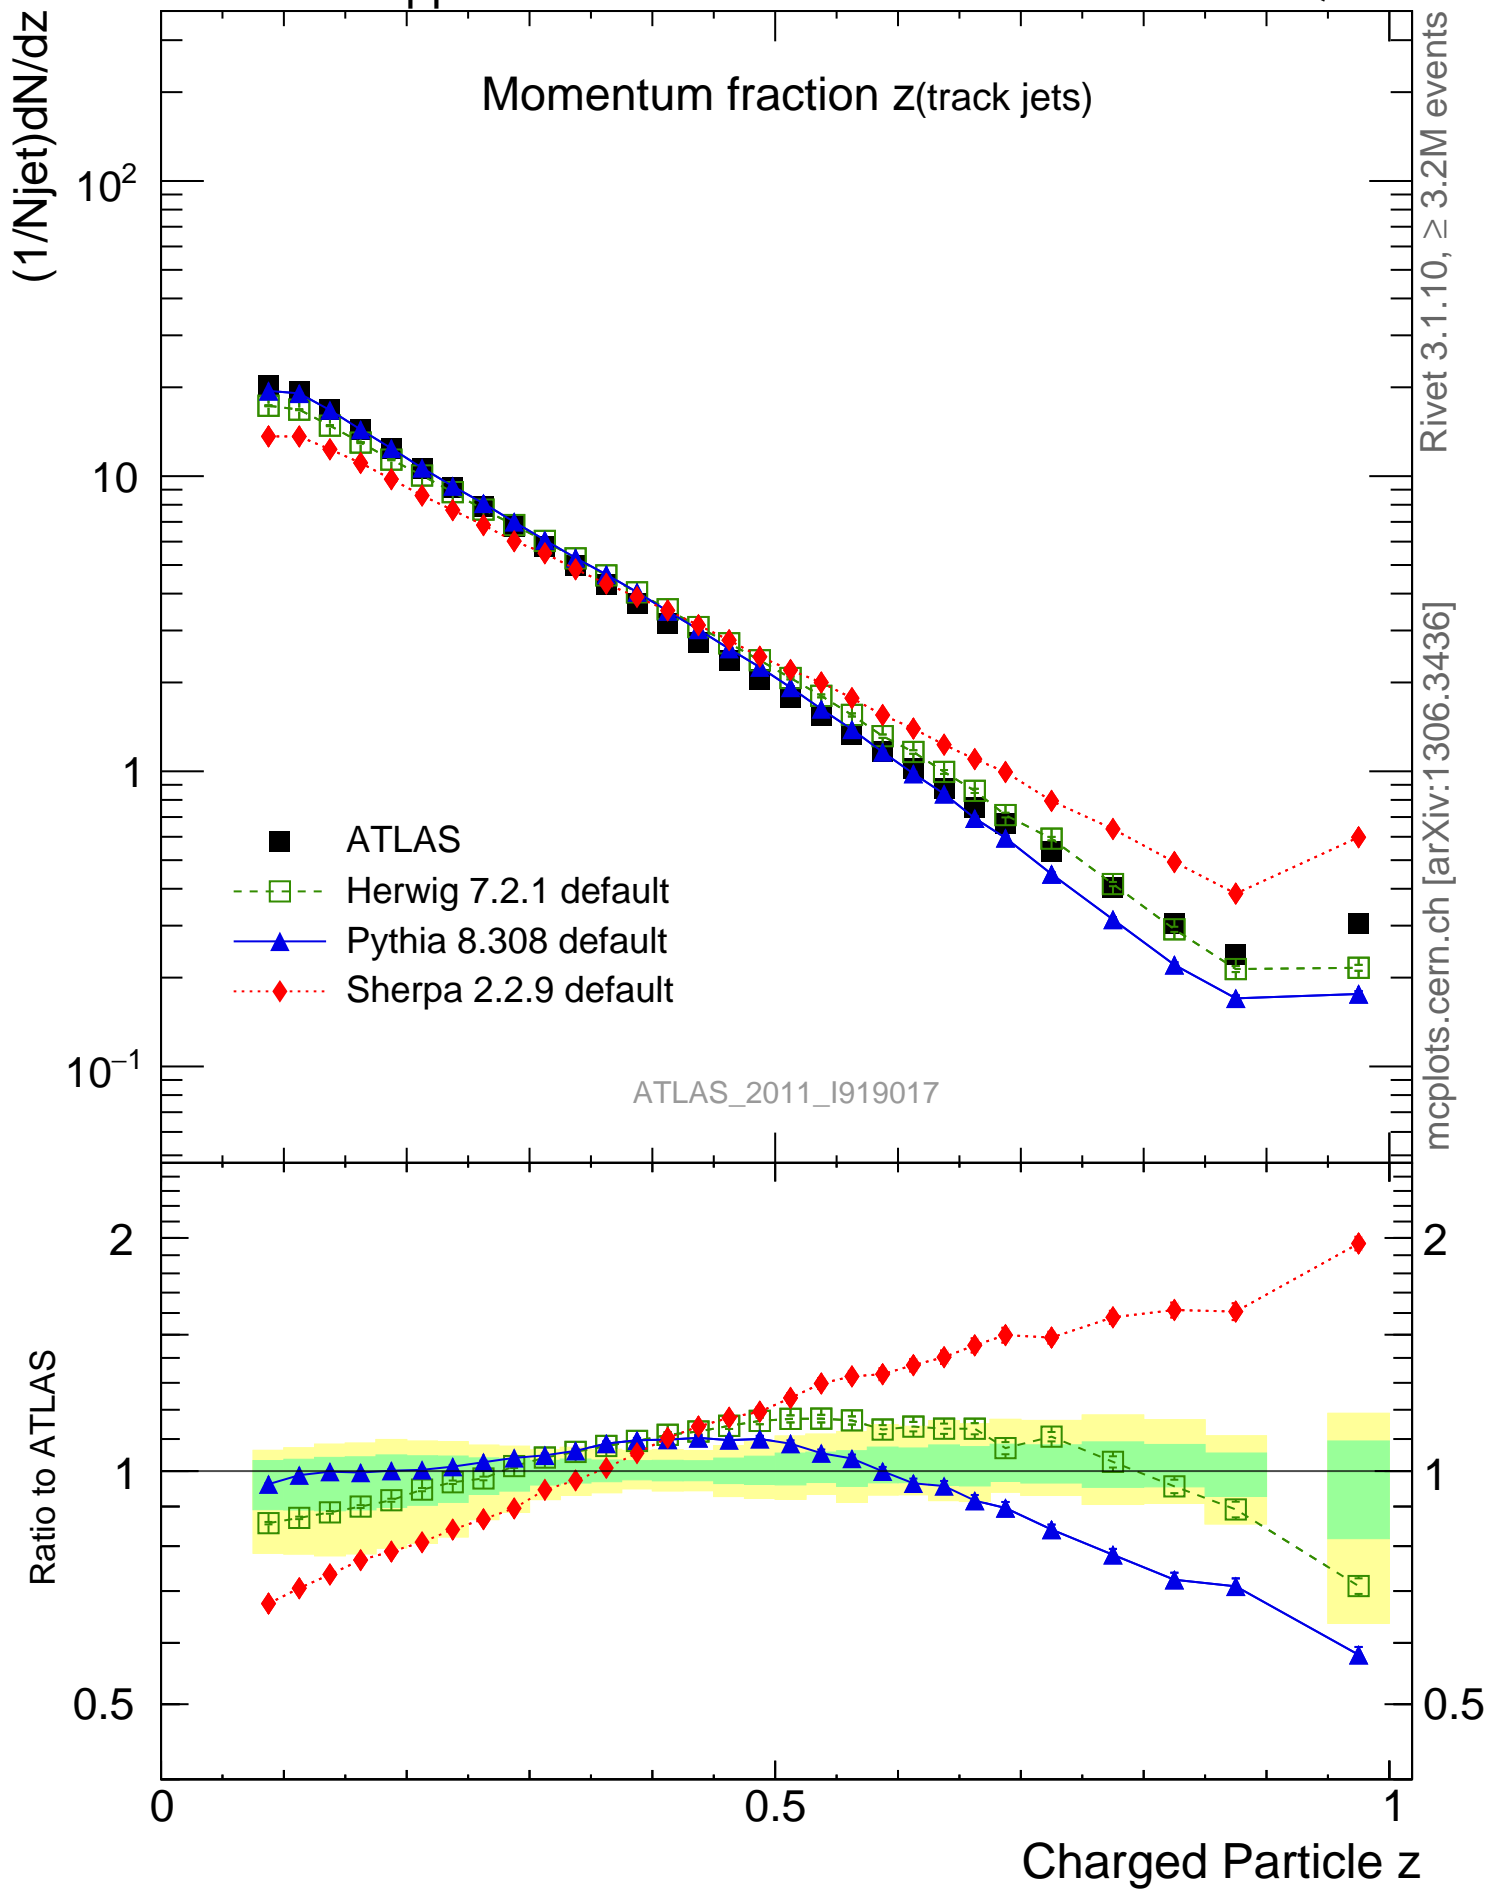 (1/Njet)dN/dz
Momentum fraction z(track jets)
10²
10
1
10⁻¹
ATLAS
Herwig 7.2.1 default
Pythia 8.308 default
Sherpa 2.2.9 default
ATLAS_2011_I919017
Rivet 3.1.10, ≥ 3.2M events
mcplots.cern.ch [arXiv:1306.3436]
Ratio to ATLAS
2
1
0.5
2
1
0.5
0
0.5
1
Charged Particle z